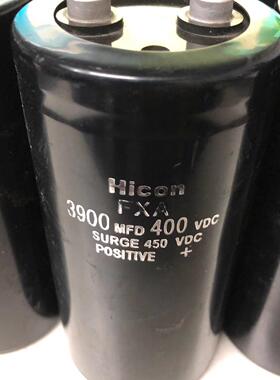 Hicon
FXA
3900 MFD 400 VDC
SURGE 450 VDC
POSITIVE +